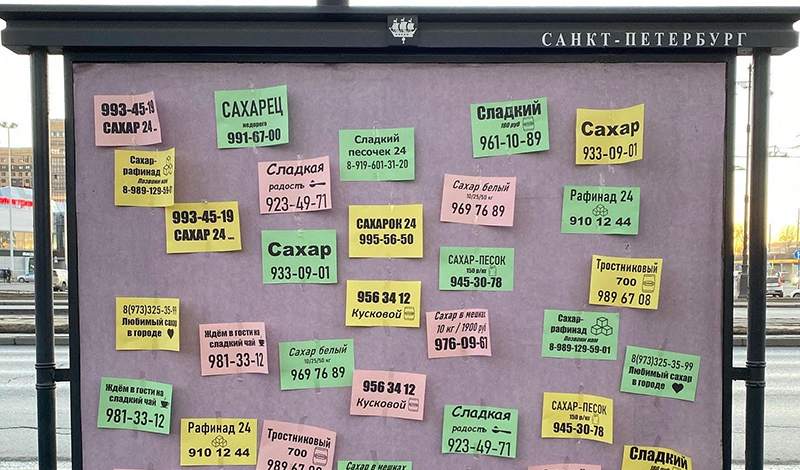 САНКТ-ПЕТЕРБУРГ
993-45-19
САХАР 24...
САХАРЕЦ
недорого
991-67-00
Сладкий
песочек 24
8-919-601-31-20
Сладкий
100 руб
961-10-89
Сахар
933-09-01
Сахар-
рафинад
Позвони нам
8-989-129-59-01
Сладкая
радость
923-49-71
Сахар белый
10/25/50 кг
969 76 89
Рафинад 24
910 12 44
993-45-19
САХАР 24...
Сахар
933-09-01
САХАРОК 24
995-56-50
САХАР-ПЕСОК
150 р/кг
945-30-78
Тростниковый
700
989 67 08
956 34 12
Кусковой
8(973)325-35-99
Любимый сахар
в городе
Ждём в гости на
сладкий чай
981-33-12
Сахар белый
10/25/50 кг
969 76 89
Сахар в мешках
10 кг / 1900 руб
976-09-61
Сахар-
рафинад
Позвони нам
8-989-129-59-01
8(973)325-35-99
Любимый сахар
в городе
Ждём в гости на
сладкий чай
981-33-12
956 34 12
Кусковой
Рафинад 24
910 12 44
Тростниковый
700
989 67 08
Сладкая
радость
923-49-71
САХАР-ПЕСОК
150 р/кг
945-30-78
Сладкий
100 руб
Сахар в мешках